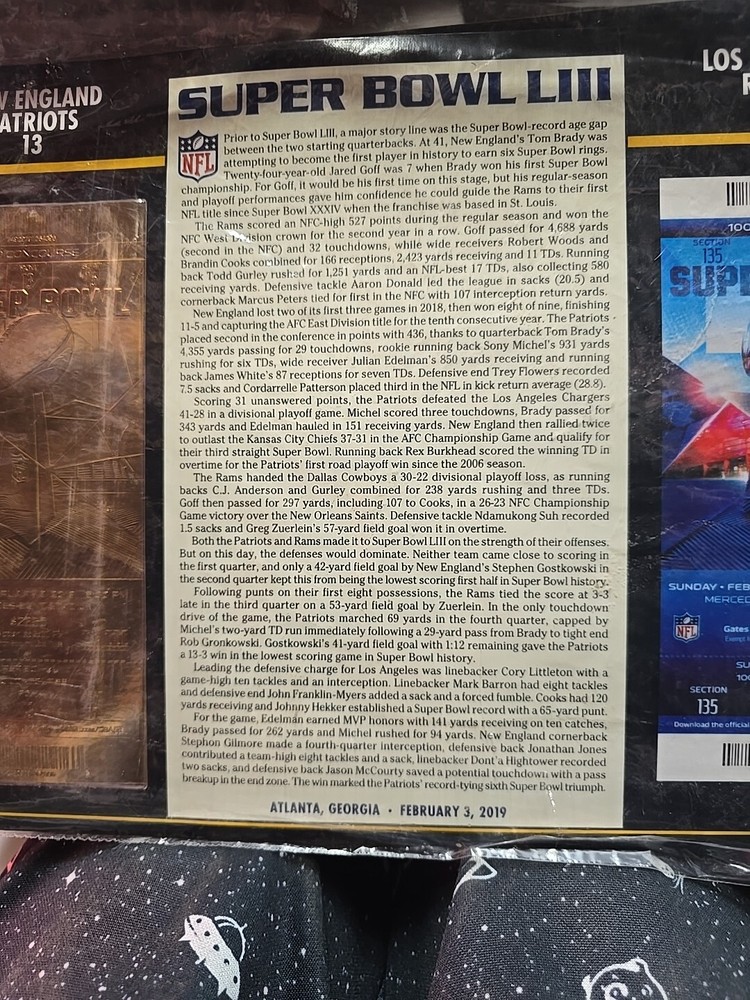 W ENGLAND
ATRIOTS
13
LOS
R
SUPER BOWL LIII
NFL
Prior to Super Bowl LIII, a major story line was the Super Bowl-record age gap
between the two starting quarterbacks. At 41, New England's Tom Brady was
attempting to become the first player in history to earn six Super Bowl rings.
Twenty-four-year-old Jared Goff was 7 when Brady won his first Super Bowl
championship. For Goff, it would be his first time on this stage, but his regular-season
and playoff performances gave him confidence he could guide the Rams to their first
NFL title since Super Bowl XXXIV when the franchise was based in St. Louis.
The Rams scored an NFC-high 527 points during the regular season and won the
NFC West Division crown for the second year in a row. Goff passed for 4,688 yards
(second in the NFC) and 32 touchdowns, while wide receivers Robert Woods and
Brandin Cooks combined for 166 receptions, 2,423 yards receiving and 11 TDs. Running
back Todd Gurley rushed for 1,251 yards and an NFL-best 17 TDs, also collecting 580
receiving yards. Defensive tackle Aaron Donald led the league in sacks (20.5) and
cornerback Marcus Peters tied for first in the NFC with 107 interception return yards.
New England lost two of its first three games in 2018, then won eight of nine, finishing
11-5 and capturing the AFC East Division title for the tenth consecutive year. The Patriots
placed second in the conference in points with 436, thanks to quarterback Tom Brady's
4,355 yards passing for 29 touchdowns, rookie running back Sony Michel's 931 yards
rushing for six TDs, wide receiver Julian Edelman's 850 yards receiving and running
back James White's 87 receptions for seven TDs. Defensive end Trey Flowers recorded
7.5 sacks and Cordarrelle Patterson placed third in the NFL in kick return average (28.8).
Scoring 31 unanswered points, the Patriots defeated the Los Angeles Chargers
41-28 in a divisional playoff game. Michel scored three touchdowns, Brady passed for
343 yards and Edelman hauled in 151 receiving yards. New England then rallied twice
to outlast the Kansas City Chiefs 37-31 in the AFC Championship Game and qualify for
their third straight Super Bowl. Running back Rex Burkhead scored the winning TD in
overtime for the Patriots' first road playoff win since the 2006 season.
The Rams handed the Dallas Cowboys a 30-22 divisional playoff loss, as running
backs C.J. Anderson and Gurley combined for 238 yards rushing and three TDs.
Goff then passed for 297 yards, including 107 to Cooks, in a 26-23 NFC Championship
Game victory over the New Orleans Saints. Defensive tackle Ndamukong Suh recorded
1.5 sacks and Greg Zuerlein's 57-yard field goal won it in overtime.
Both the Patriots and Rams made it to Super Bowl LIII on the strength of their offenses.
But on this day, the defenses would dominate. Neither team came close to scoring in
the first quarter, and only a 42-yard field goal by New England's Stephen Gostkowski in
the second quarter kept this from being the lowest scoring first half in Super Bowl history.
Following punts on their first eight possessions, the Rams tied the score at 3-3
late in the third quarter on a 53-yard field goal by Zuerlein. In the only touchdown
drive of the game, the Patriots marched 69 yards in the fourth quarter, capped by
Michel's two-yard TD run immediately following a 29-yard pass from Brady to tight end
Rob Gronkowski. Gostkowski's 41-yard field goal with 1:12 remaining gave the Patriots
a 13-3 win in the lowest scoring game in Super Bowl history.
Leading the defensive charge for Los Angeles was linebacker Cory Littleton with a
game-high ten tackles and an interception. Linebacker Mark Barron had eight tackles
and defensive end John Franklin-Myers added a sack and a forced fumble. Cooks had 120
yards receiving and Johnny Hekker established a Super Bowl record with a 65-yard punt.
For the game, Edelman earned MVP honors with 141 yards receiving on ten catches,
Brady passed for 262 yards and Michel rushed for 94 yards. New England cornerback
Stephon Gilmore made a fourth-quarter interception, defensive back Jonathan Jones
contributed a team-high eight tackles and a sack, linebacker Dont'a Hightower recorded
two sacks, and defensive back Jason McCourty saved a potential touchdown with a pass
breakup in the end zone. The win marked the Patriots' record-tying sixth Super Bowl triumph.
ATLANTA, GEORGIA • FEBRUARY 3, 2019
CONCOURSE
ER BOWL
100
SECTION
135
SUPE
SUNDAY • FEB
MERCED
NFL
Gates
SU
100
SECTION
135
Download the official